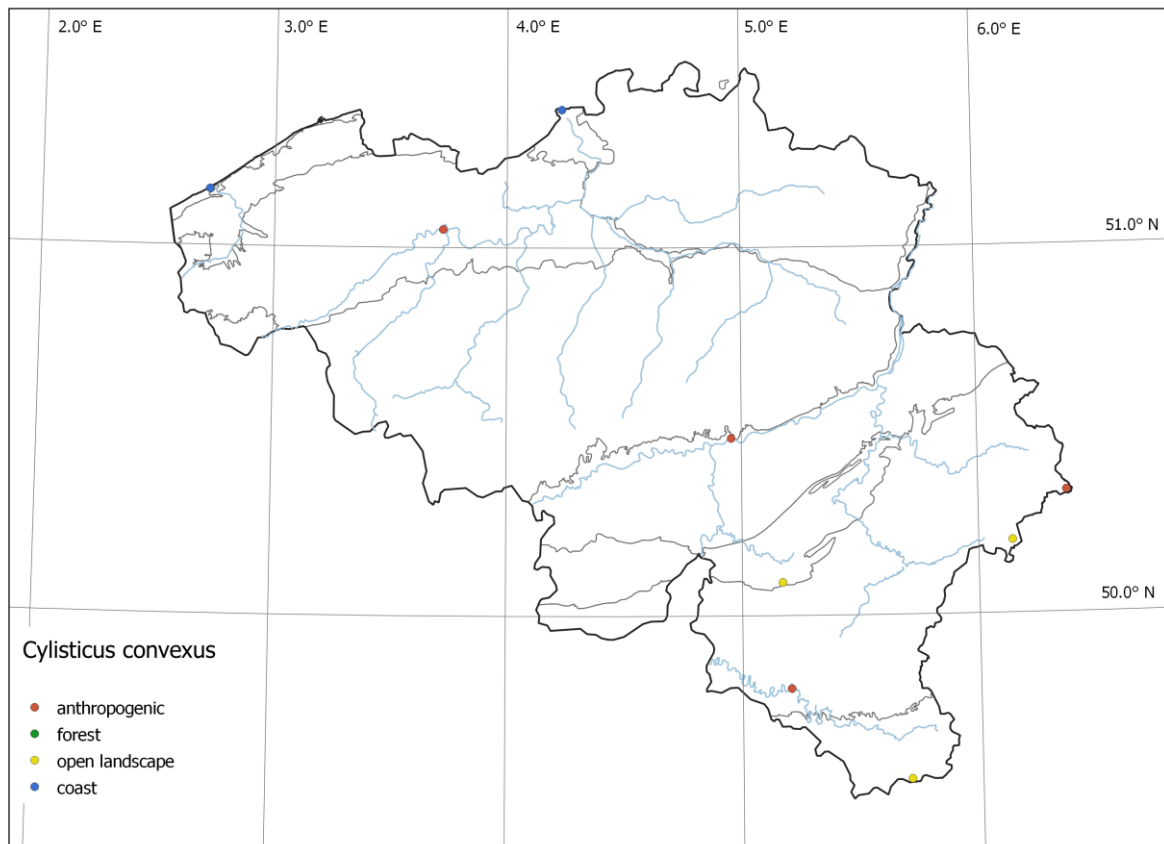 2.0° E
3.0° E
4.0° E
5.0° E
6.0° E
51.0° N
50.0° N
Cylisticus convexus
anthropogenic
forest
open landscape
coast